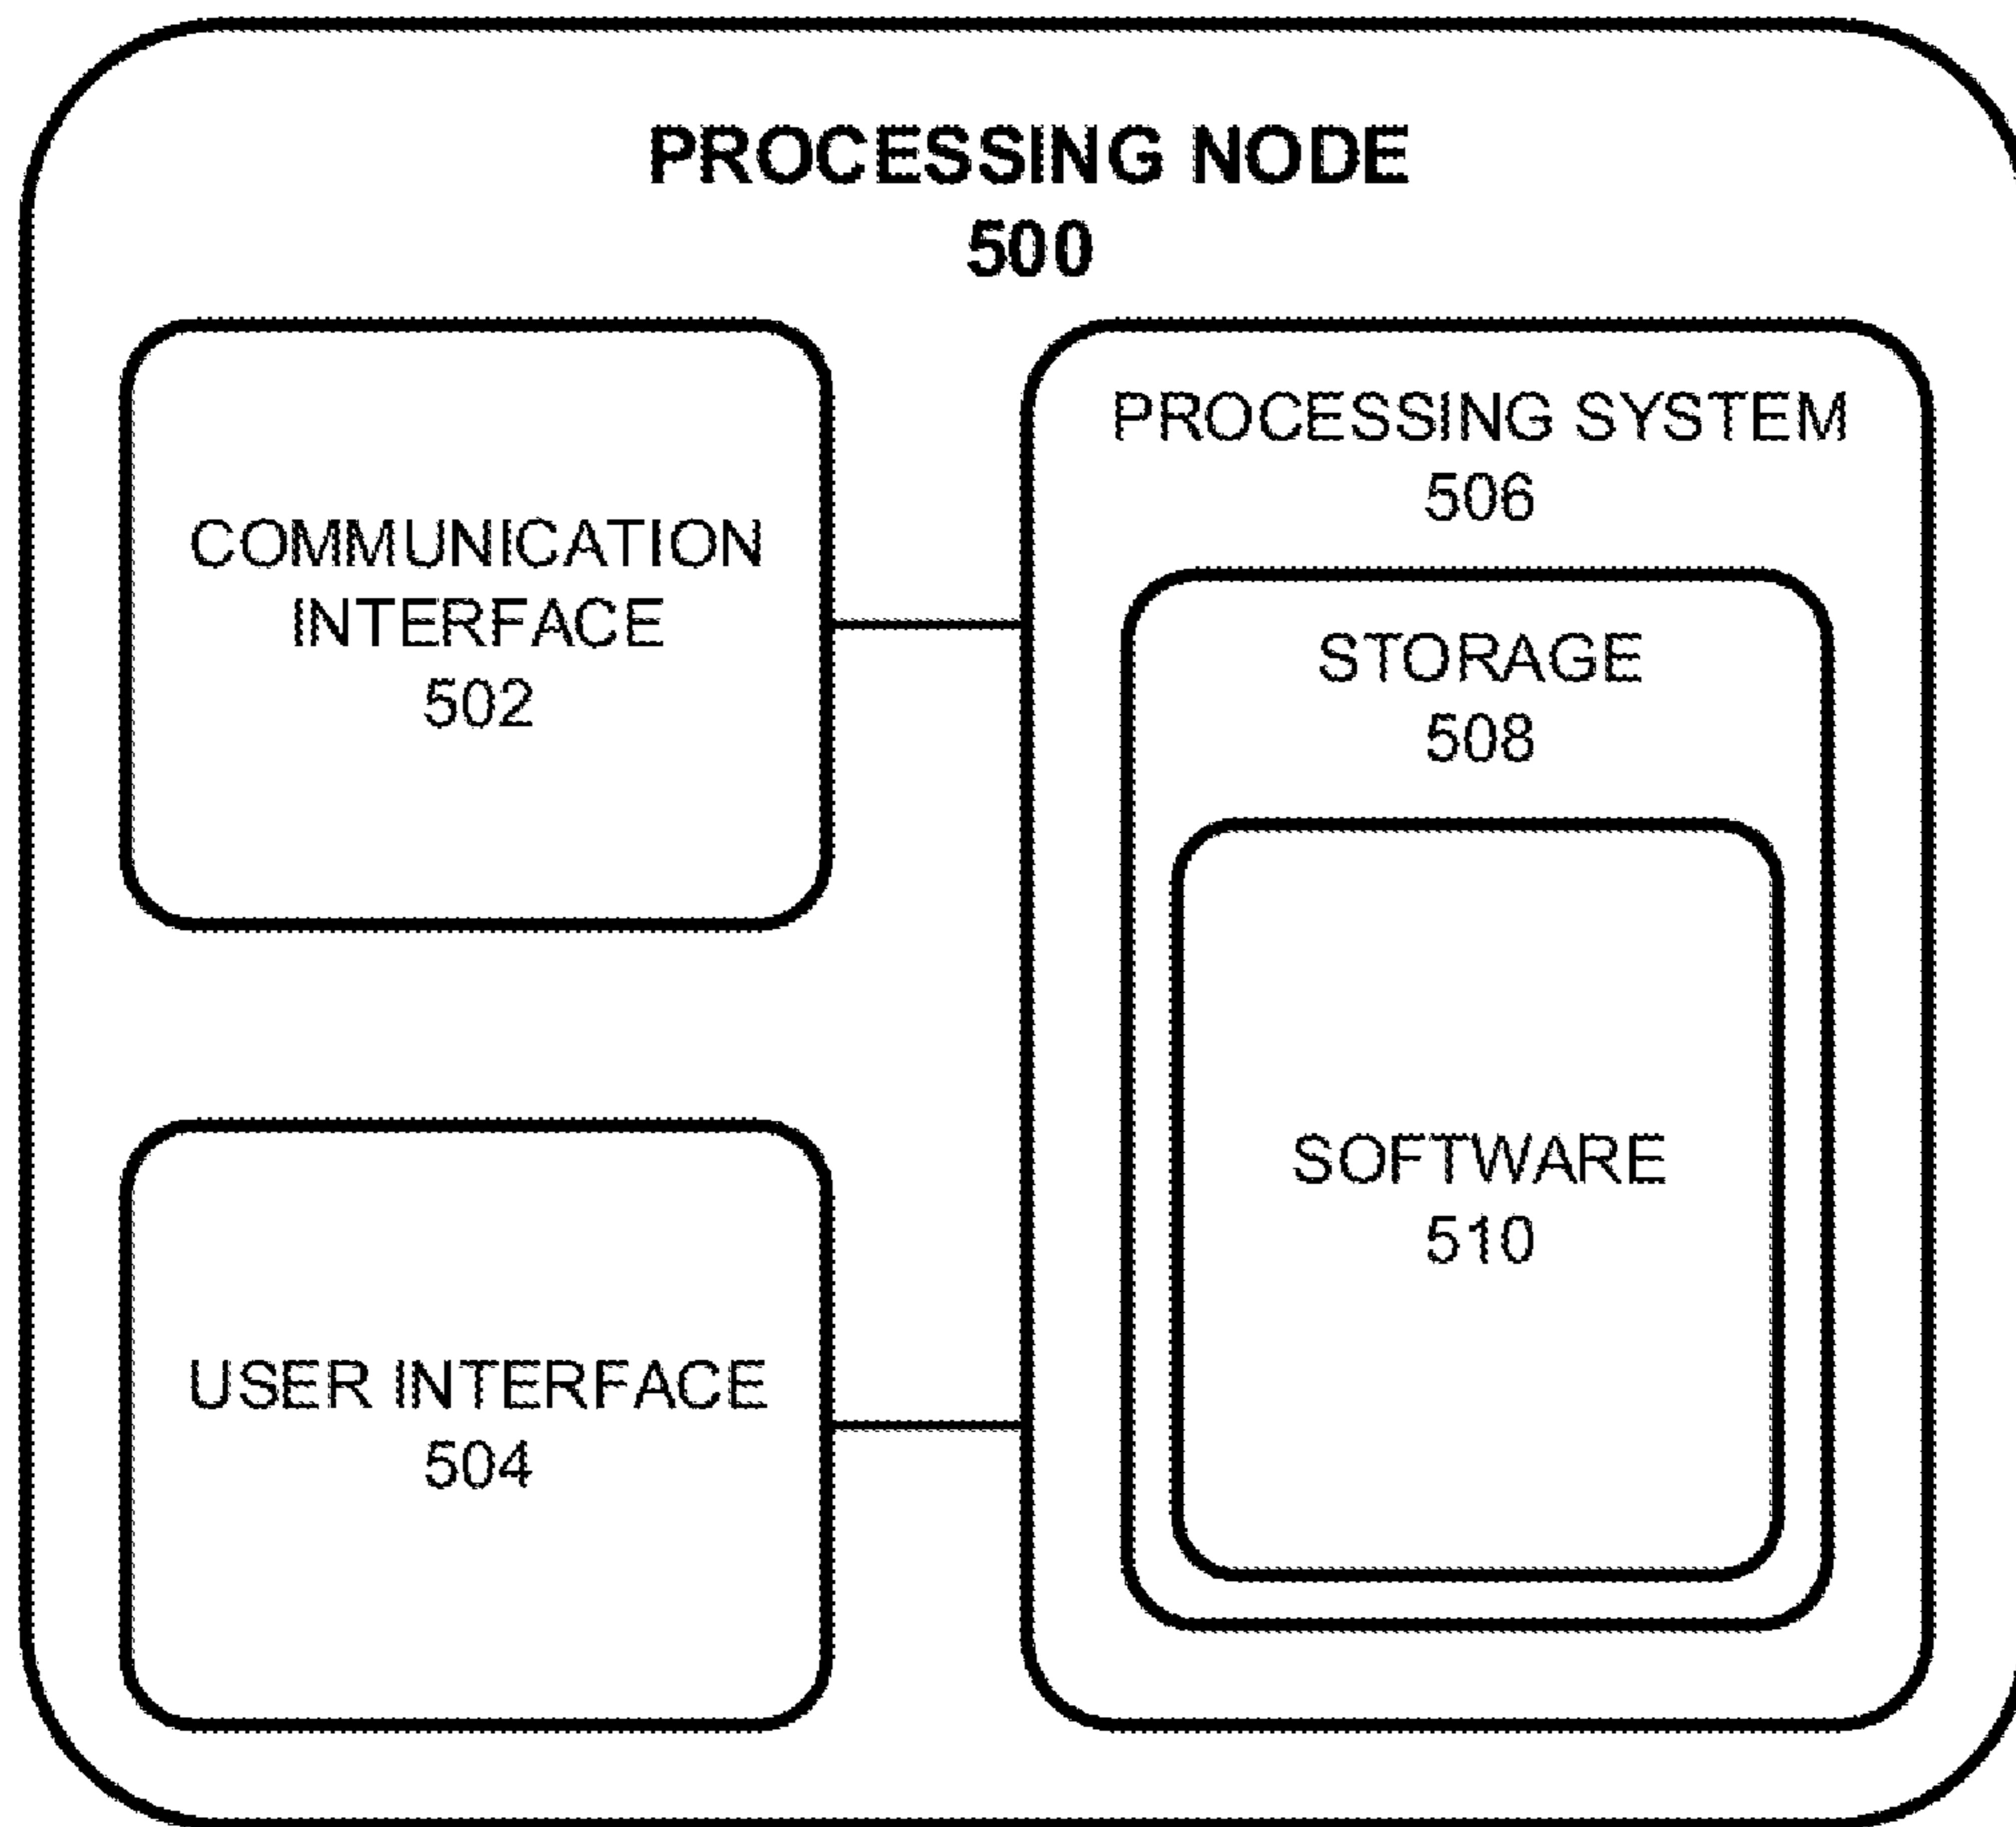 PROCESSING NODE
500
COMMUNICATION
INTERFACE
502
PROCESSING SYSTEM
506
STORAGE
508
SOFTWARE
510
USER INTERFACE
504